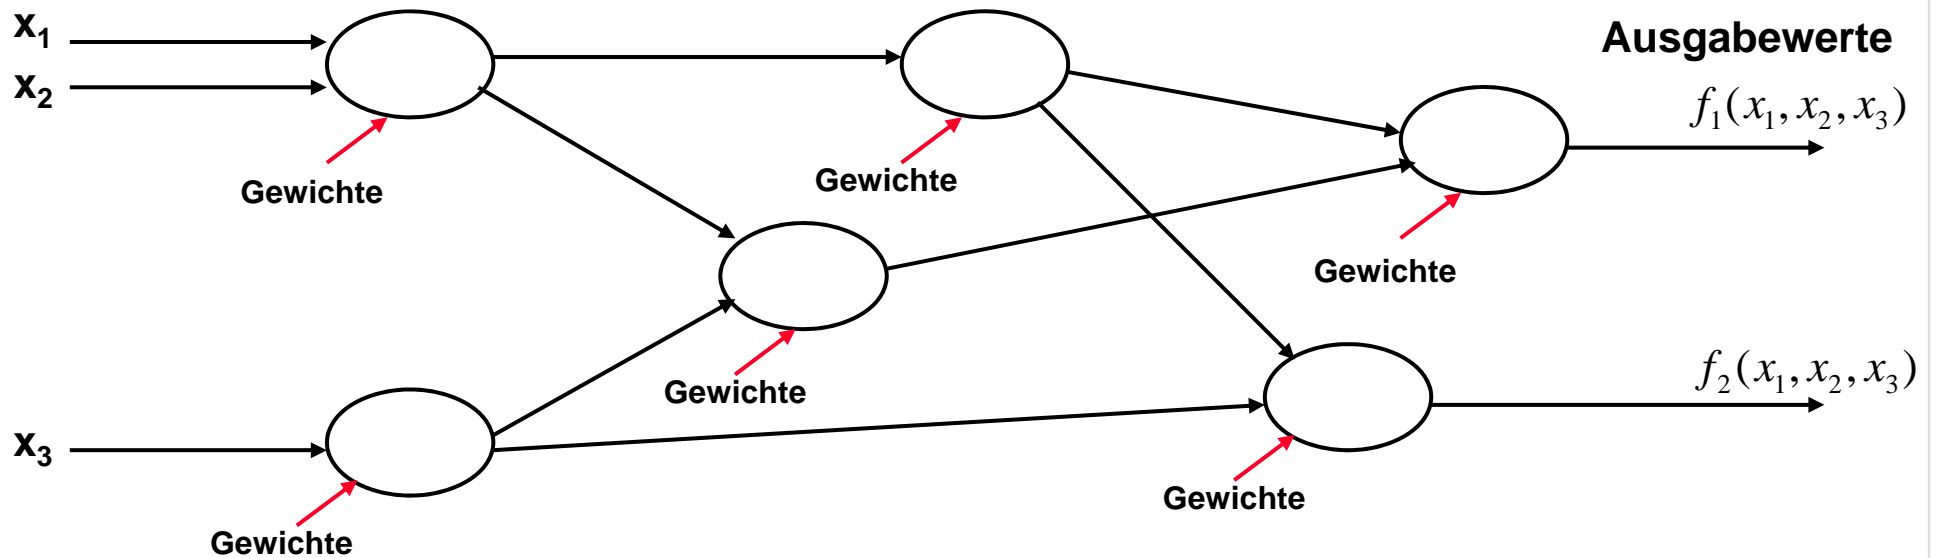 x1
Ausgabewerte
x2
f1(x1, x2, x3)
Gewichte
Gewichte
Gewichte
Gewichte
f2(x1, x2, x3)
x3
Gewichte
Gewichte